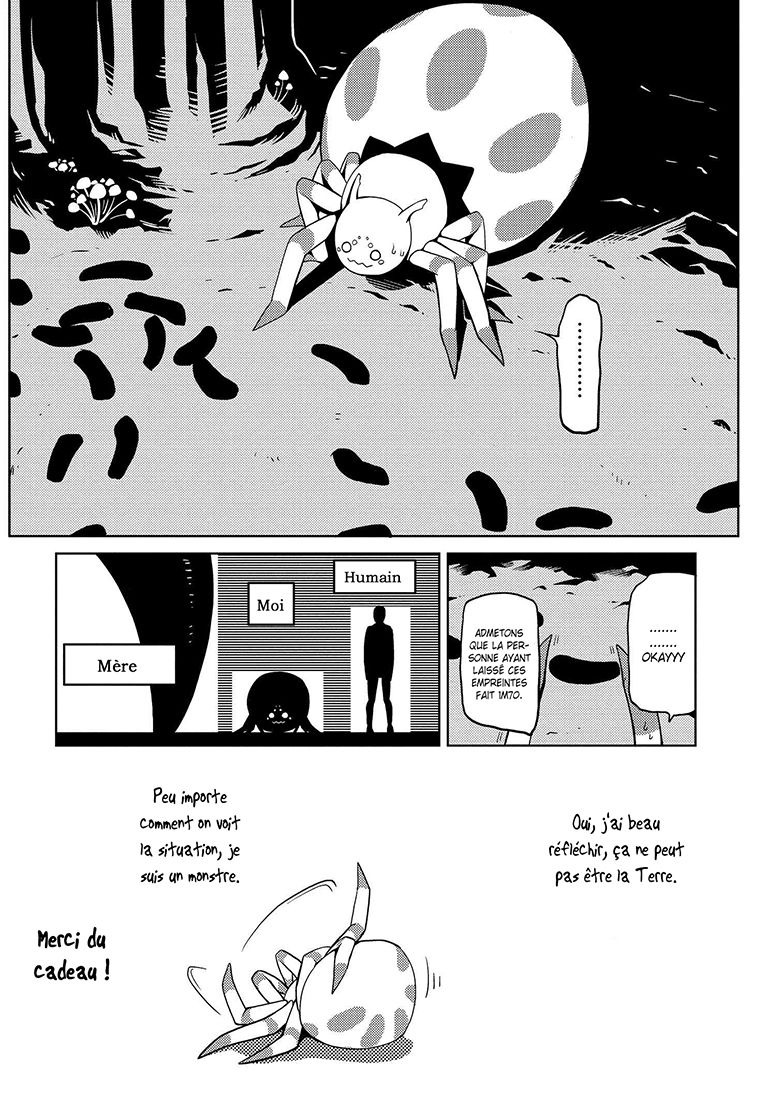 ..........
.......
.......
OKAYYY
ADMETONS
QUE LA PER-
SONNE AYANT
LAISSÉ CES
EMPREINTES
FAIT 1M70.
Humain
Moi
Mère
Oui, j'ai beau
réfléchir, ça ne peut
pas être la Terre.
Peu importe
comment on voit
la situation, je
suis un monstre.
Merci du
cadeau !